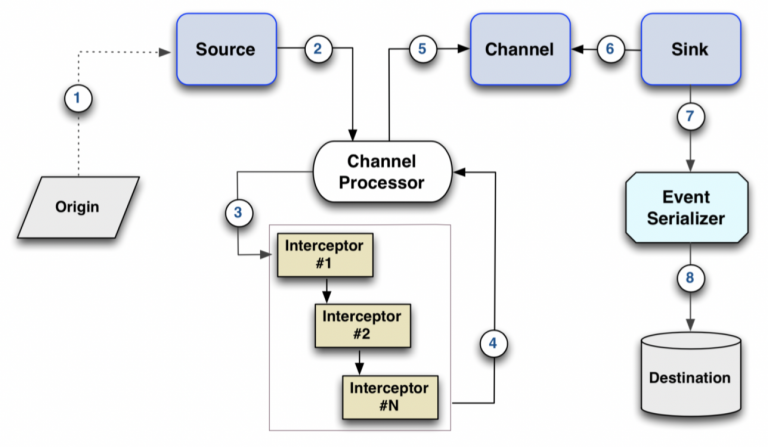 Source
2
5
Channel
6
Sink
1
7
Channel
Processor
Origin
Event
Serializer
3
Interceptor
#1
8
Interceptor
#2
4
Interceptor
#N
Destination